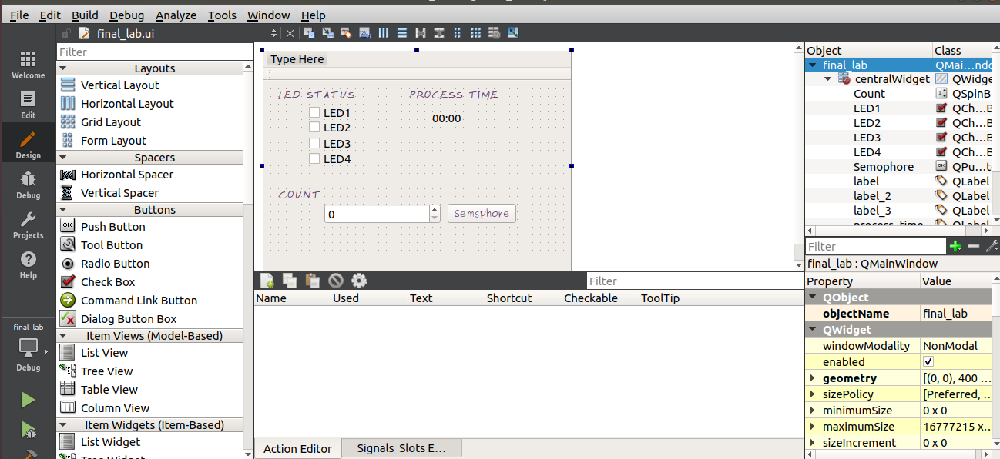 File Edit Build Debug Analyze Tools Window Help
final_lab.ui
Welcome
Edit
Design
Debug
Projects
Help
final_lab
Debug
Filter
Layouts
Vertical Layout
Horizontal Layout
Grid Layout
Form Layout
Spacers
Horizontal Spacer
Vertical Spacer
Buttons
OK Push Button
Tool Button
Radio Button
Check Box
Command Link Button
Dialog Button Box
Item Views (Model-Based)
List View
Tree View
Table View
Column View
Item Widgets (Item-Based)
List Widget
Tree Widget
Type Here
LED STATUS PROCESS TIME
LED1
00:00
LED2
LED3
LED4
COUNT
0 Semsphore
Filter
Name Used Text Shortcut Checkable ToolTip
Action Editor Signals_Slots E...
Object Class
final_lab QMai...ndo
centralWidget QWidge
Count QSpinB
LED1 QCh...B
LED2 QCh...B
LED3 QCh...B
LED4 QCh...B
Semophore QPu...t
label QLabel
label_2 QLabel
label_3 QLabel
process_time QLabel
Filter
final_lab : QMainWindow
Property Value
QObject
objectName final_lab
QWidget
windowModality NonModal
enabled
geometry [(0, 0), 400 ...
sizePolicy [Preferred, ...
minimumSize 0 x 0
maximumSize 16777215 x...
sizeIncrement 0 x 0